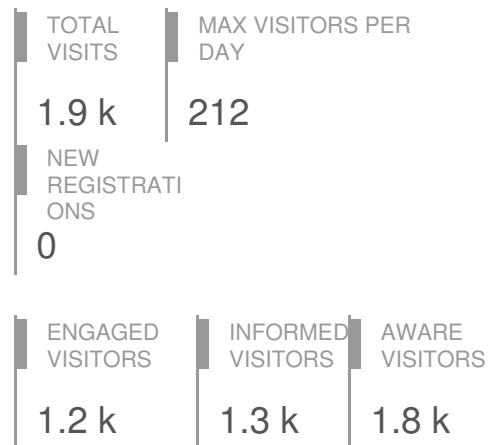 TOTAL
VISITS
1.9 k
MAX VISITORS PER
DAY
212
NEW
REGISTRATI
ONS
0
ENGAGED
VISITORS
1.2 k
INFORMED
VISITORS
1.3 k
AWARE
VISITORS
1.8 k